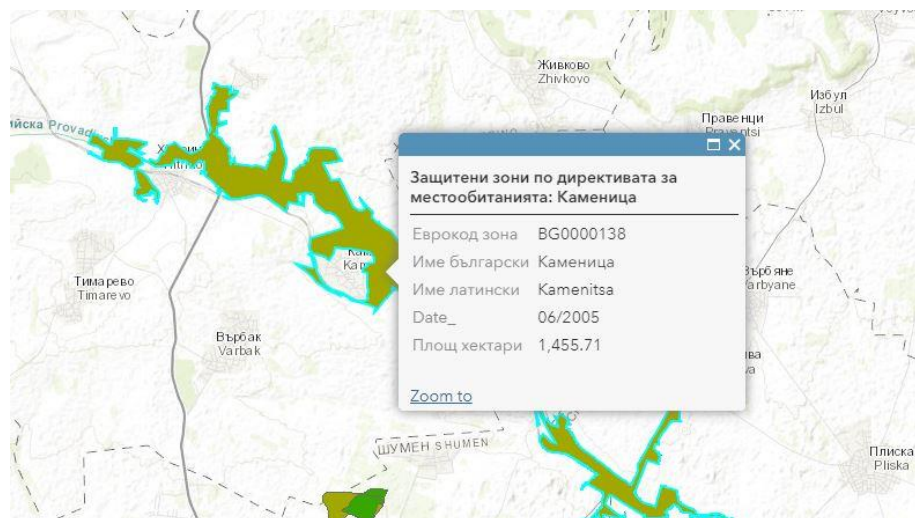 Живково
Zhivkovo
Избул
Izbul
Правенци
йска Provad
Защитени зони по директивата за
местообитанията: Каменица
Еврокод зона BG0000138
Име български Каменица
Име латински Kamenitsa
Date_ 06/2005
Площ хектари 1,455.71
Zoom to
Тимарево
Timarevo
Върбак
Varbak
ШУМЕН SHUMEN
Плиска
Pliska